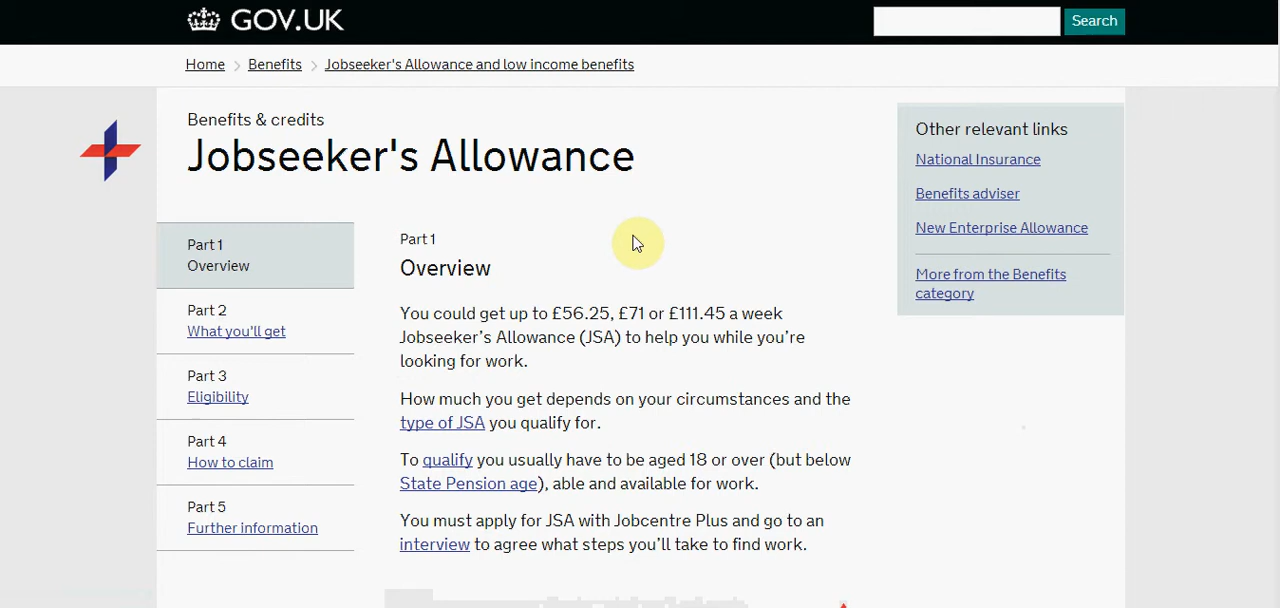 GOV.UK
Search
Home > Benefits > Jobseeker's Allowance and low income benefits
Benefits & credits
Jobseeker's Allowance
Part 1
Overview
Part 2
What you'll get
Part 3
Eligibility
Part 4
How to claim
Part 5
Further information
Part 1
Overview
You could get up to £56.25, £71 or £111.45 a week
Jobseeker's Allowance (JSA) to help you while you're
looking for work.
How much you get depends on your circumstances and the
type of JSA you qualify for.
To qualify you usually have to be aged 18 or over (but below
State Pension age), able and available for work.
You must apply for JSA with Jobcentre Plus and go to an
interview to agree what steps you'll take to find work.
Other relevant links
National Insurance
Benefits adviser
New Enterprise Allowance
More from the Benefits
category